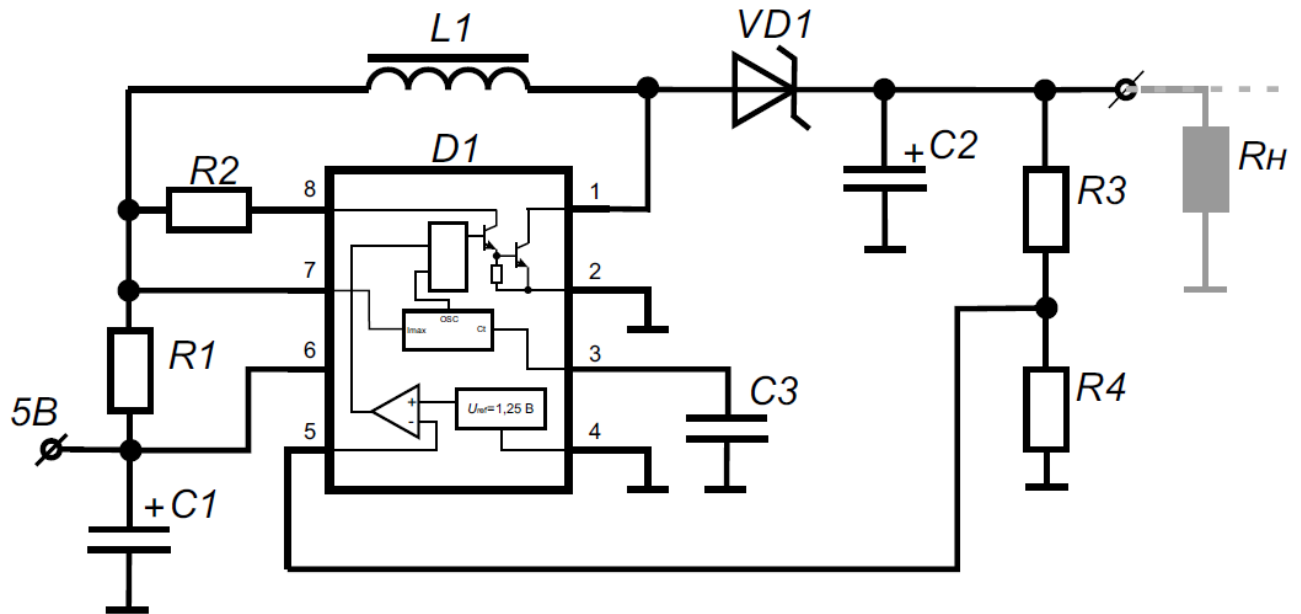 L1
VD1
D1
+ C2
Rн
R2
R3
8
1
7
2
OSC
Imax
Ct
R1
6
3
C3
R4
5В
+
Uref=1,25 В
-
5
4
+ C1